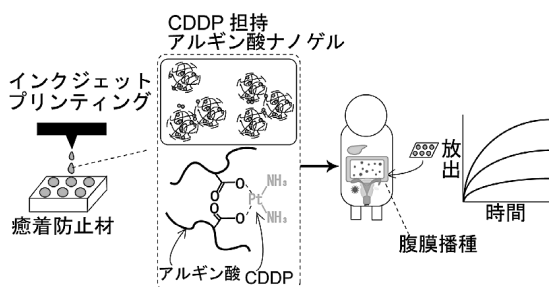 CDDP 担持
アルギン酸ナノゲル
インクジェット
プリンティング
癒着防止材
O
O
O
O
Pt
NH₃
NH₃
アルギン酸
CDDP
放出
時間
腹膜播種